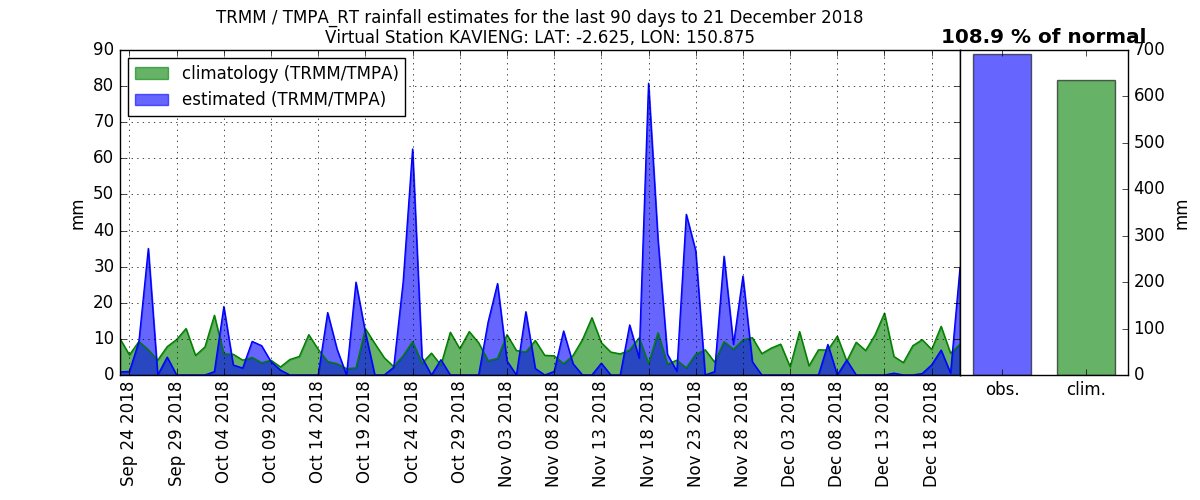 TRMM / TMPA_RT rainfall estimates for the last 90 days to 21 December 2018
Virtual Station KAVIENG: LAT: -2.625, LON: 150.875
108.9 % of normal
climatology (TRMM/TMPA)
estimated (TRMM/TMPA)
90
80
70
60
50
40
30
20
10
0
mm
Sep 24 2018
Sep 29 2018
Oct 04 2018
Oct 09 2018
Oct 14 2018
Oct 19 2018
Oct 24 2018
Oct 29 2018
Nov 03 2018
Nov 08 2018
Nov 13 2018
Nov 18 2018
Nov 23 2018
Nov 28 2018
Dec 03 2018
Dec 08 2018
Dec 13 2018
Dec 18 2018
obs.
clim.
700
600
500
400
300
200
100
0
mm